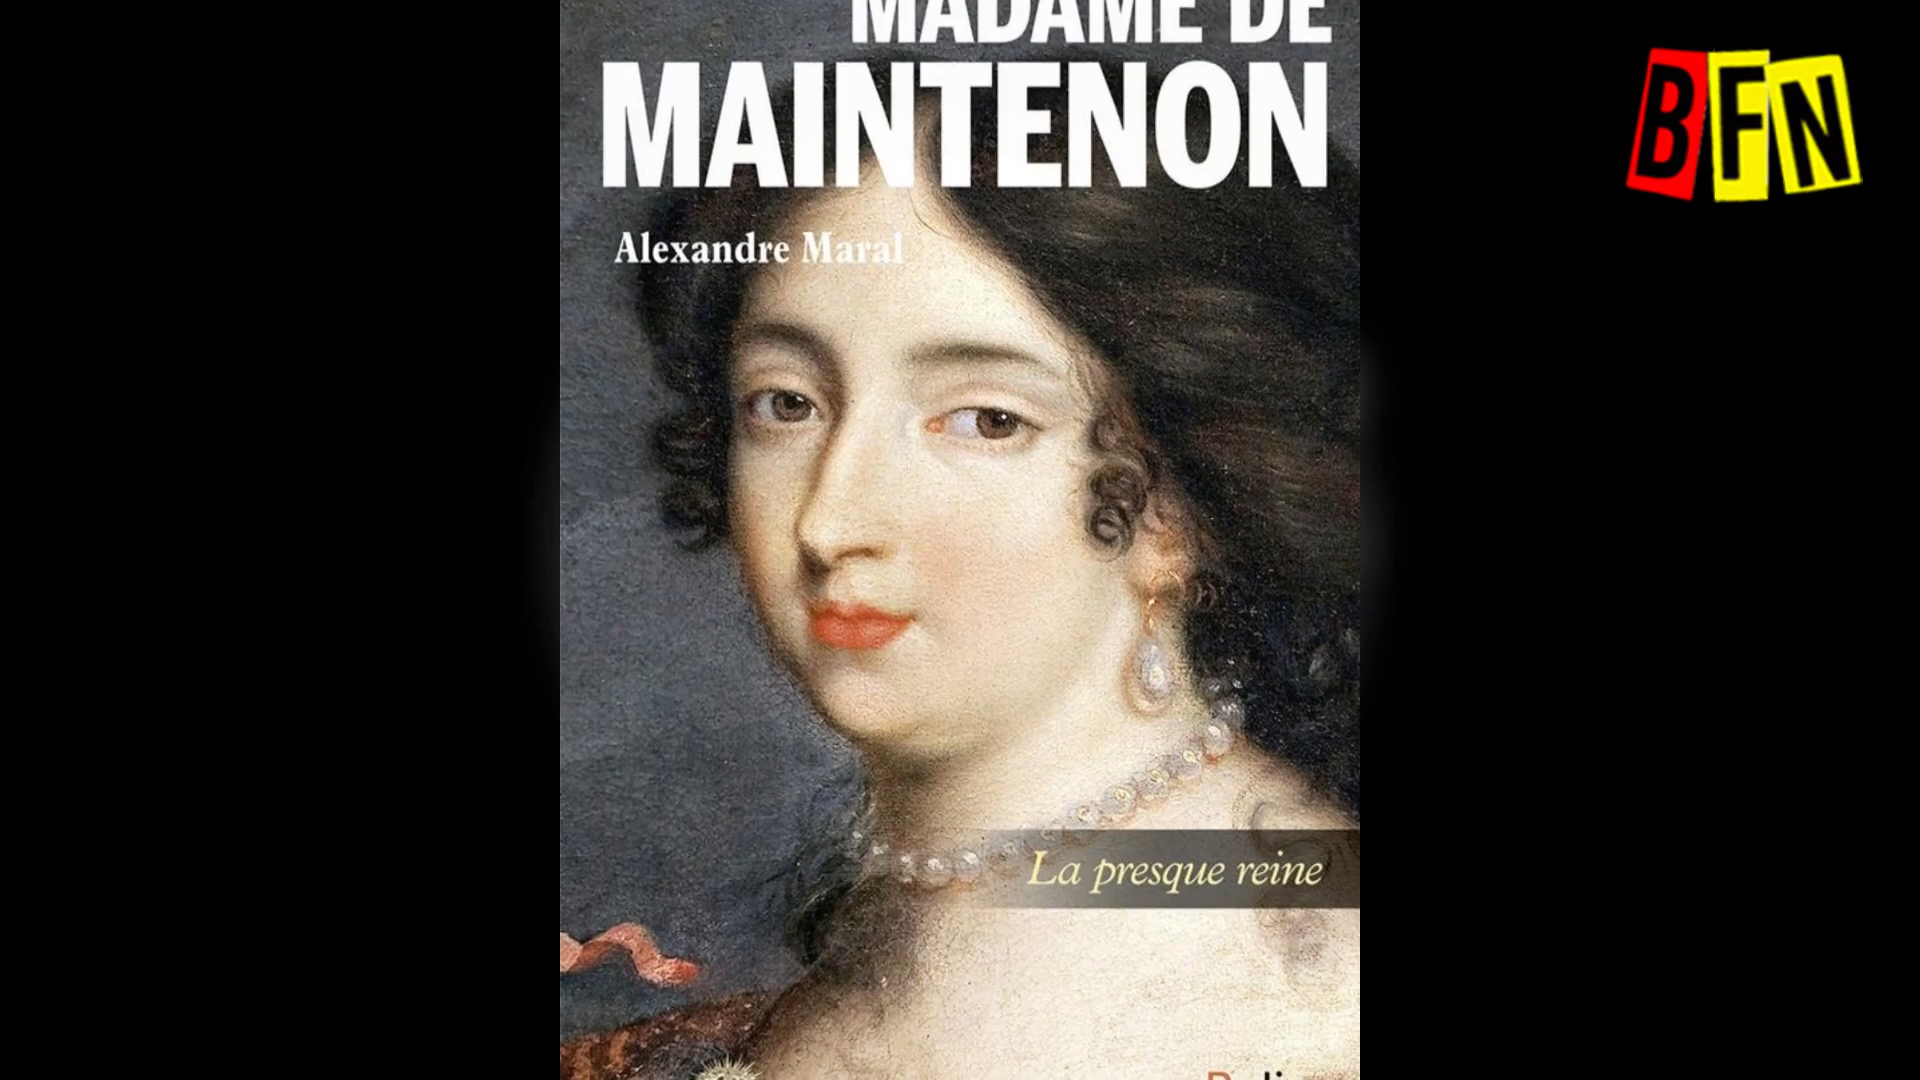 MADAME DE
MAINTENON
Alexandre Maral
La presque reine
BFN